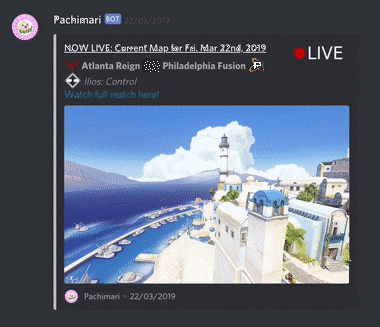 Pachimari BOT 22/03/2019
NOW LIVE: Current Map for Fri, Mar 22nd, 2019
LIVE
Atlanta Reign Philadelphia Fusion
Ilios: Control
Watch full match here!
Pachimari • 22/03/2019